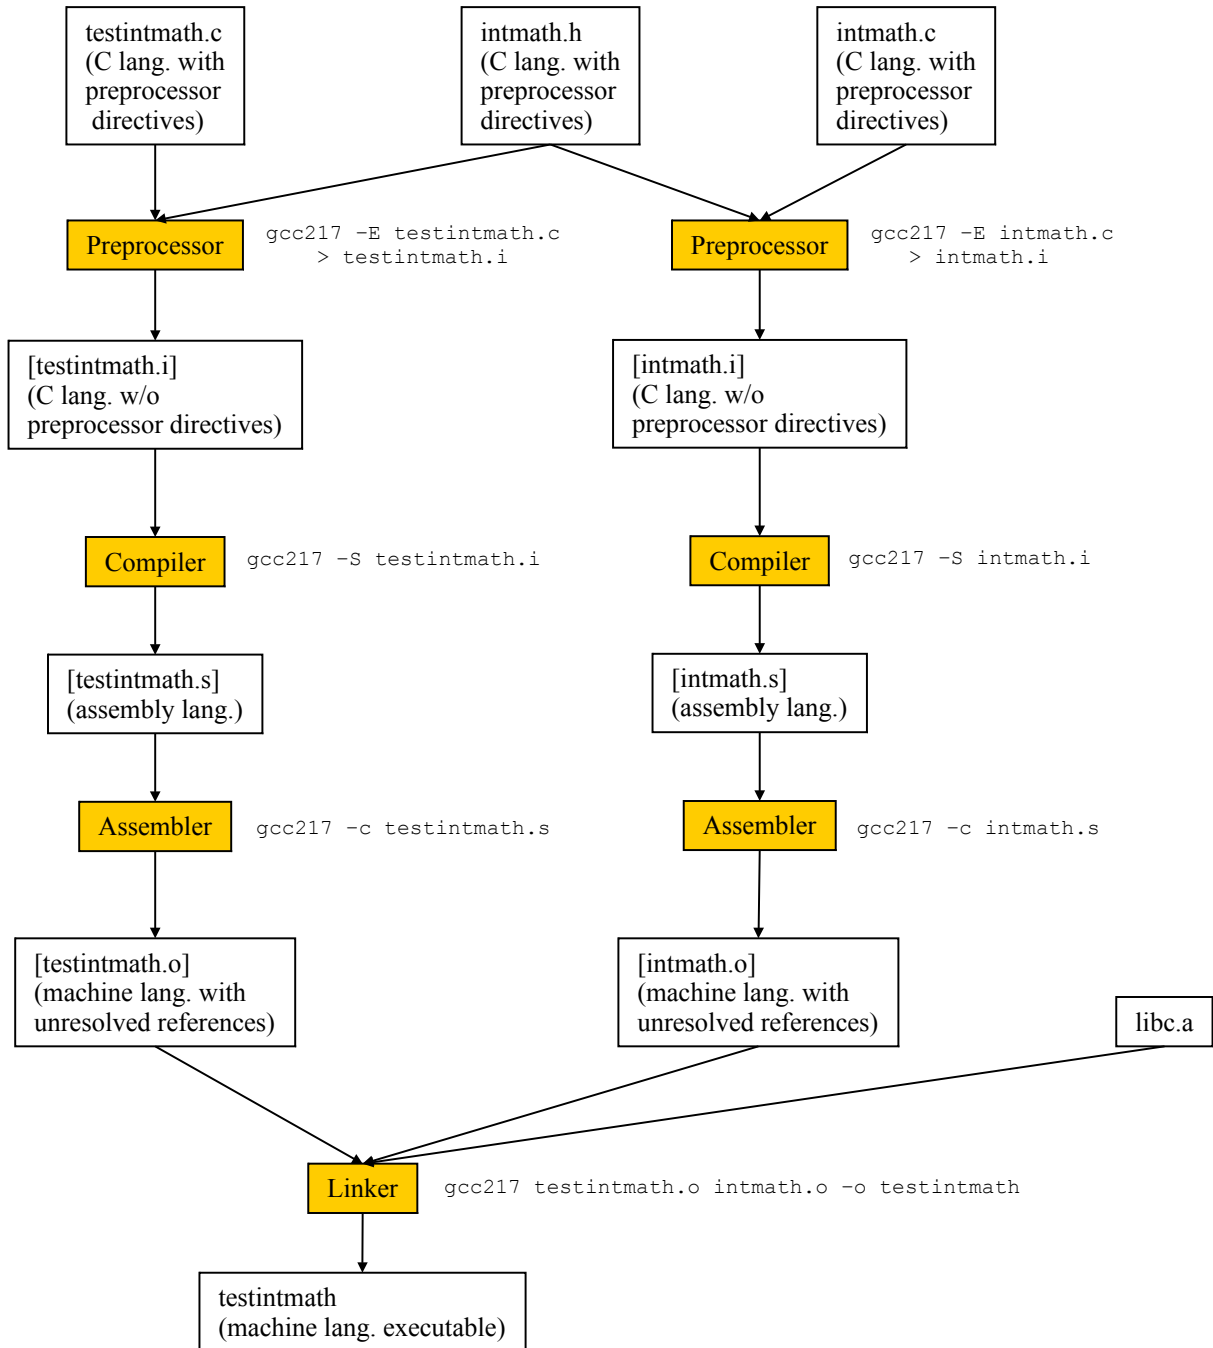 testintmath.c
(C lang. with
preprocessor
directives)
intmath.h
(C lang. with
preprocessor
directives)
intmath.c
(C lang. with
preprocessor
directives)
Preprocessor
gcc217 –E testintmath.c
> testintmath.i
Preprocessor
gcc217 –E intmath.c
> intmath.i
[testintmath.i]
(C lang. w/o
preprocessor directives)
[intmath.i]
(C lang. w/o
preprocessor directives)
Compiler
gcc217 –S testintmath.i
Compiler
gcc217 –S intmath.i
[testintmath.s]
(assembly lang.)
[intmath.s]
(assembly lang.)
Assembler
gcc217 –c testintmath.s
Assembler
gcc217 –c intmath.s
[testintmath.o]
(machine lang. with
unresolved references)
[intmath.o]
(machine lang. with
unresolved references)
libc.a
Linker
gcc217 testintmath.o intmath.o –o testintmath
testintmath
(machine lang. executable)